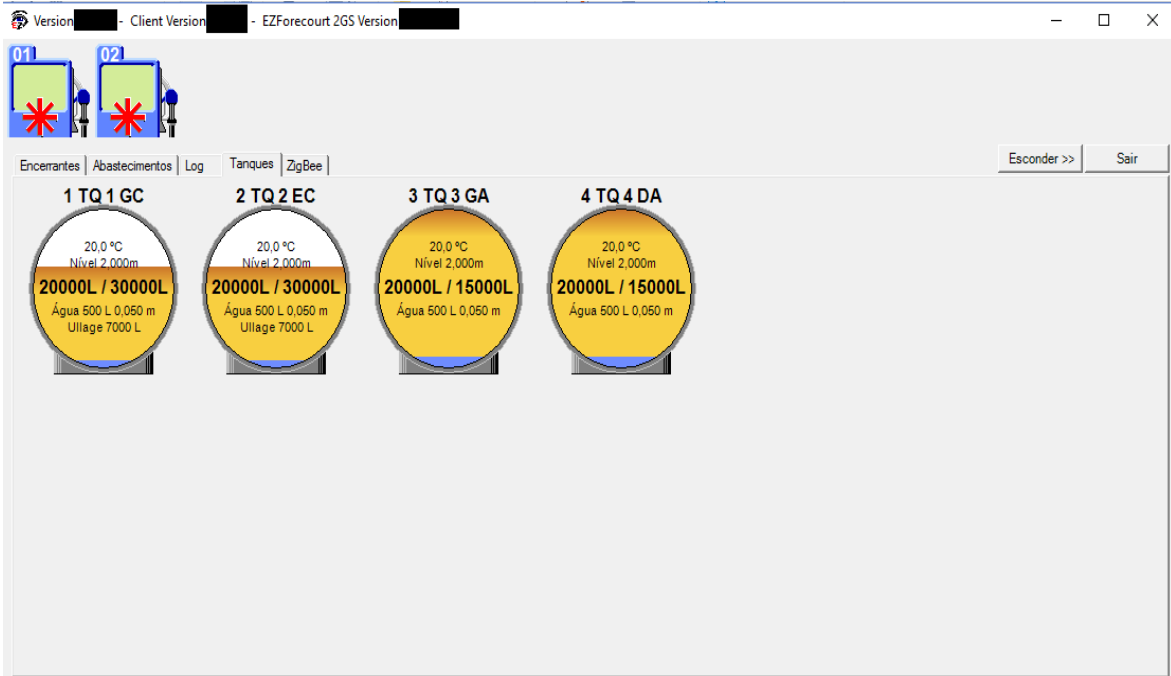 Version - Client Version - EZForecourt 2GS Version
01 02
Encerrantes Abastecimentos Log Tanques ZigBee Esconder >> Sair
1 TQ 1 GC
20,0 ºC
Nível 2,000m
20000L / 30000L
Água 500 L 0,050 m
Ullage 7000 L
2 TQ 2 EC
20,0 ºC
Nível 2,000m
20000L / 30000L
Água 500 L 0,050 m
Ullage 7000 L
3 TQ 3 GA
20,0 ºC
Nível 2,000m
20000L / 15000L
Água 500 L 0,050 m
4 TQ 4 DA
20,0 ºC
Nível 2,000m
20000L / 15000L
Água 500 L 0,050 m